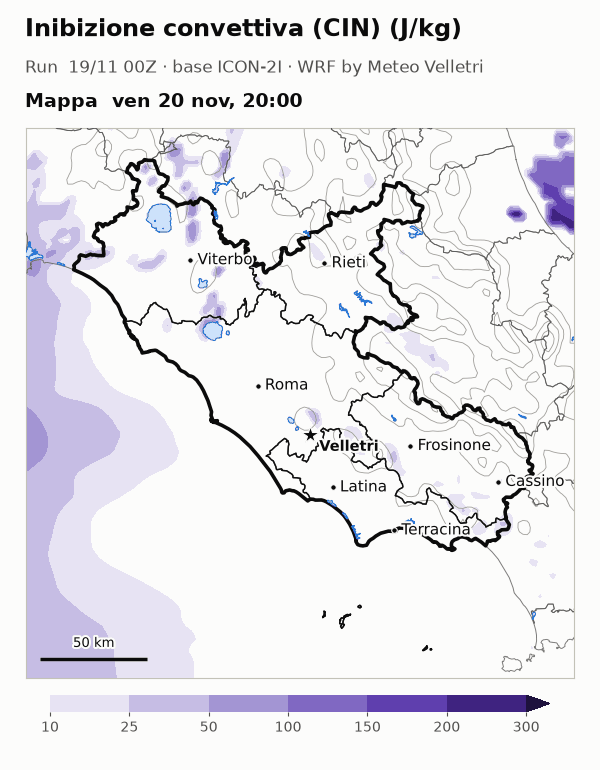 Inibizione convettiva (CIN) (J/kg)
Run  19/11 00Z · base ICON-2I · WRF by Meteo Velletri
Mappa  ven 20 nov, 20:00
Viterbo
Rieti
Roma
Velletri
Frosinone
Latina
Cassino
Terracina
50 km
10 25 50 100 150 200 300